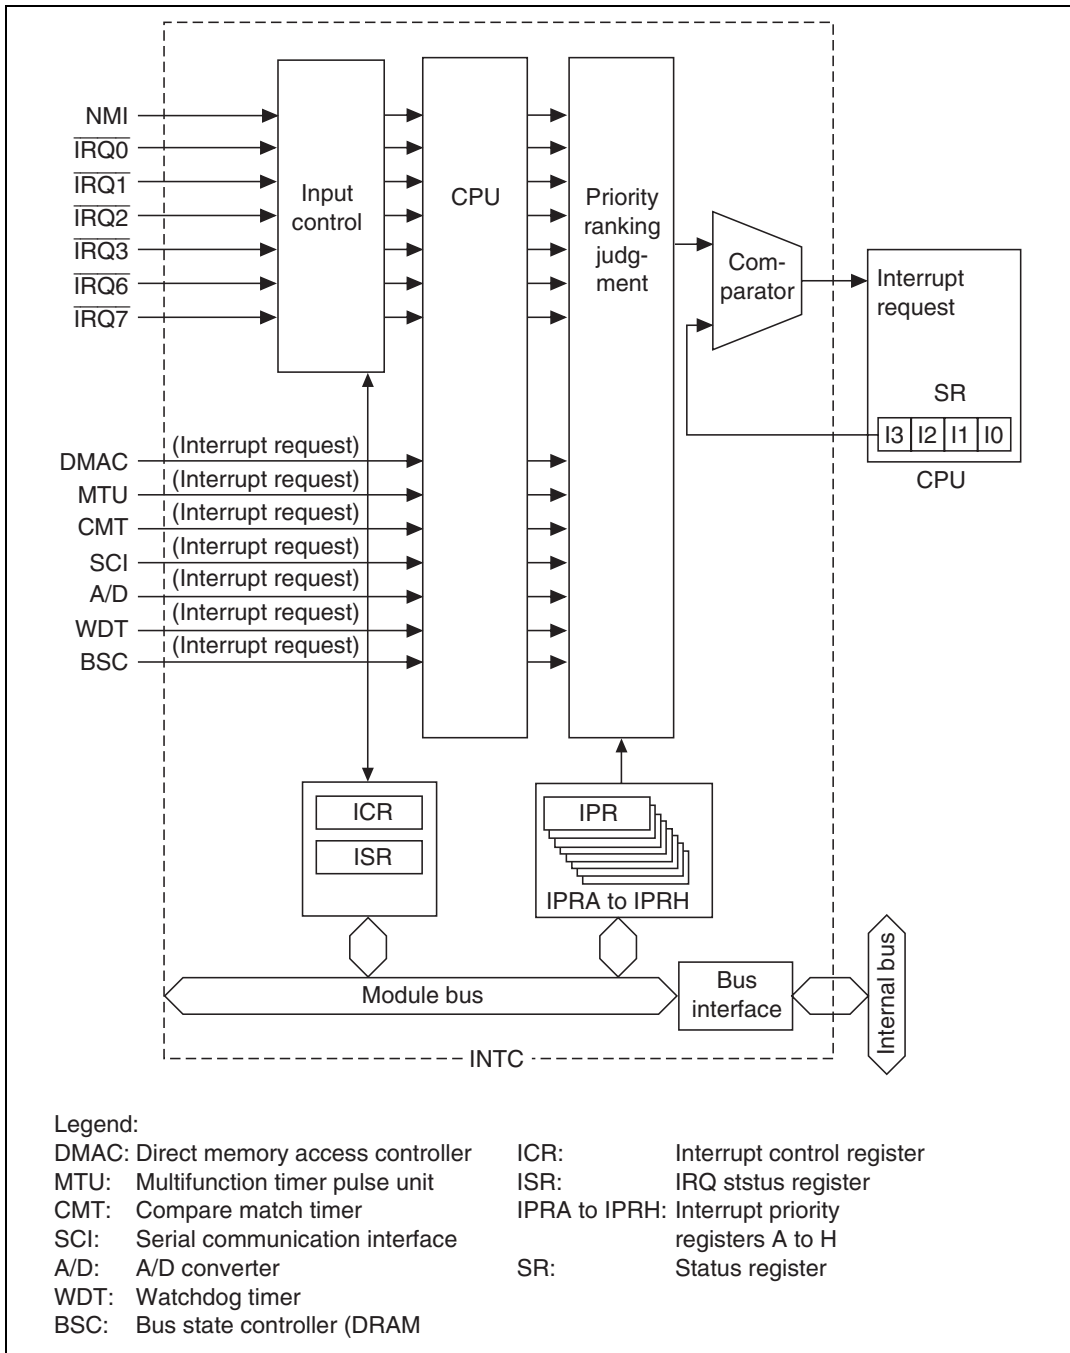 NMI
IRQ0
IRQ1
IRQ2
IRQ3
IRQ6
IRQ7
Input
control
CPU
Priority
ranking
judg-
ment
Com-
parator
Interrupt
request
SR
I3 I2 I1 I0
CPU
DMAC (Interrupt request)
MTU (Interrupt request)
CMT (Interrupt request)
SCI (Interrupt request)
A/D (Interrupt request)
WDT (Interrupt request)
BSC (Interrupt request)
ICR
ISR
IPR
IPRA to IPRH
Module bus
Bus
interface
Internal bus
INTC
Legend:
DMAC: Direct memory access controller
MTU: Multifunction timer pulse unit
CMT: Compare match timer
SCI: Serial communication interface
A/D: A/D converter
WDT: Watchdog timer
BSC: Bus state controller (DRAM
ICR: Interrupt control register
ISR: IRQ ststus register
IPRA to IPRH: Interrupt priority
registers A to H
SR: Status register